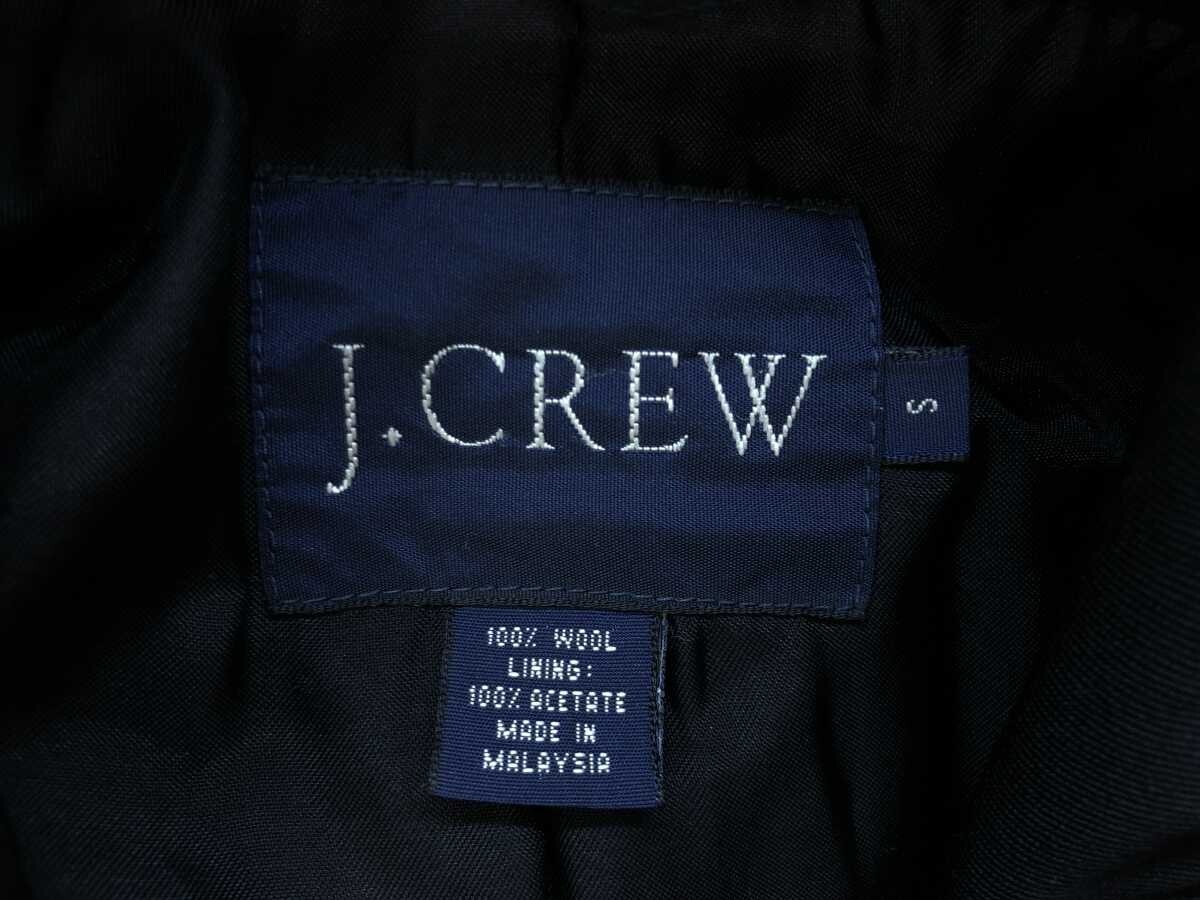 J.CREW
S
100% WOOL
LINING:
100% ACETATE
MADE IN
MALAYSIA